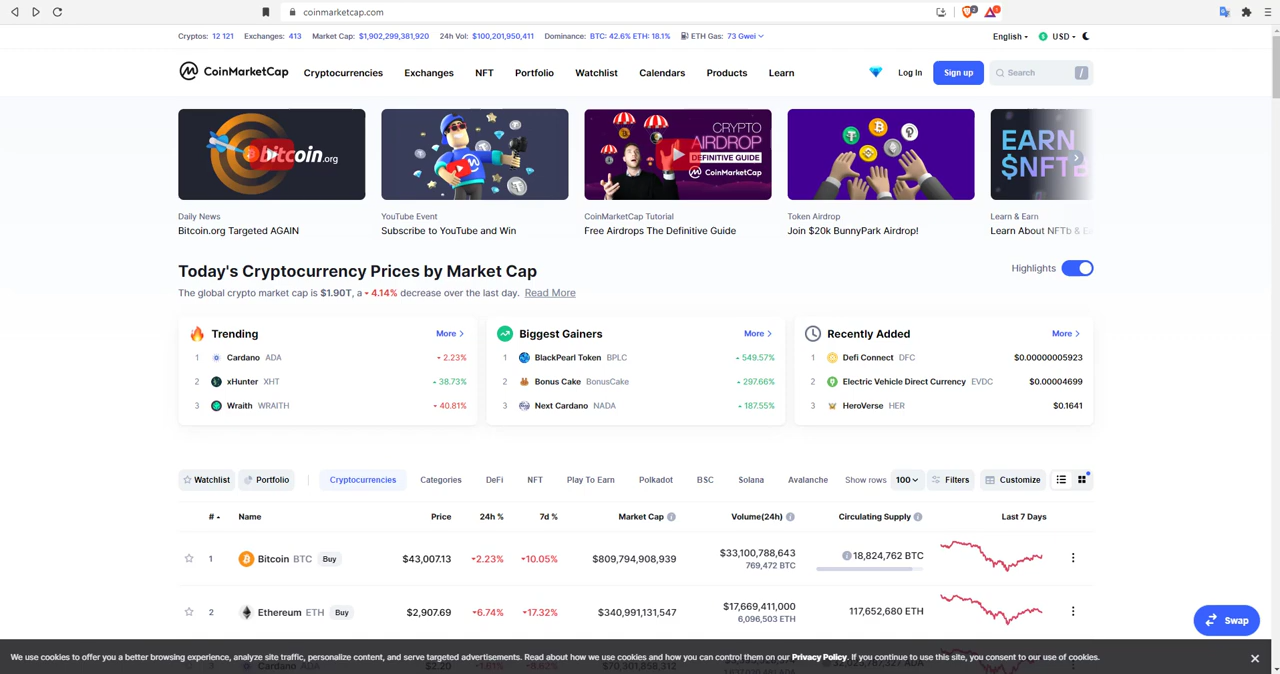 coinmarketcap.com
Cryptos: 12 121 Exchanges: 413 Market Cap: $1,902,299,381,920 24h Vol: $100,201,950,411 Dominance: BTC: 42.6% ETH: 18.1% ETH Gas: 73 Gwei English USD
CoinMarketCap Cryptocurrencies Exchanges NFT Portfolio Watchlist Calendars Products Learn Log In Sign up Search /
bitcoin.org
CRYPTO
AIRDROP
DEFINITIVE GUIDE
CoinMarketCap
EARN
$NFTB
Daily News
Bitcoin.org Targeted AGAIN
YouTube Event
Subscribe to YouTube and Win
CoinMarketCap Tutorial
Free Airdrops The Definitive Guide
Token Airdrop
Join $20k BunnyPark Airdrop!
Learn & Earn
Learn About NFTb & E
Today's Cryptocurrency Prices by Market Cap
Highlights
The global crypto market cap is $1.90T, a 4.14% decrease over the last day. Read More
Trending More
1 Cardano ADA 2.23%
2 xHunter XHT 38.73%
3 Wraith WRAITH 40.81%
Biggest Gainers More
1 BlackPearl Token BPLC 549.57%
2 Bonus Cake BonusCake 297.66%
3 Next Cardano NADA 187.55%
Recently Added More
1 Defi Connect DFC $0.00000005923
2 Electric Vehicle Direct Currency EVDC $0.00004699
3 HeroVerse HER $0.1641
Watchlist Portfolio Cryptocurrencies Categories DeFi NFT Play To Earn Polkadot BSC Solana Avalanche Show rows 100 Filters Customize
# Name Price 24h % 7d % Market Cap Volume(24h) Circulating Supply Last 7 Days
1 Bitcoin BTC Buy $43,007.13 2.23% 10.05% $809,794,908,939 $33,100,788,643 18,824,762 BTC
769,472 BTC
2 Ethereum ETH Buy $2,907.69 6.74% 17.32% $340,991,131,547 $17,669,411,000 117,652,680 ETH
6,096,503 ETH
Swap
We use cookies to offer you a better browsing experience, analyze site traffic, personalize content, and serve targeted advertisements. Read about how we use cookies and how you can control them on our Privacy Policy. If you continue to use this site, you consent to our use of cookies.
3 Cardano ADA